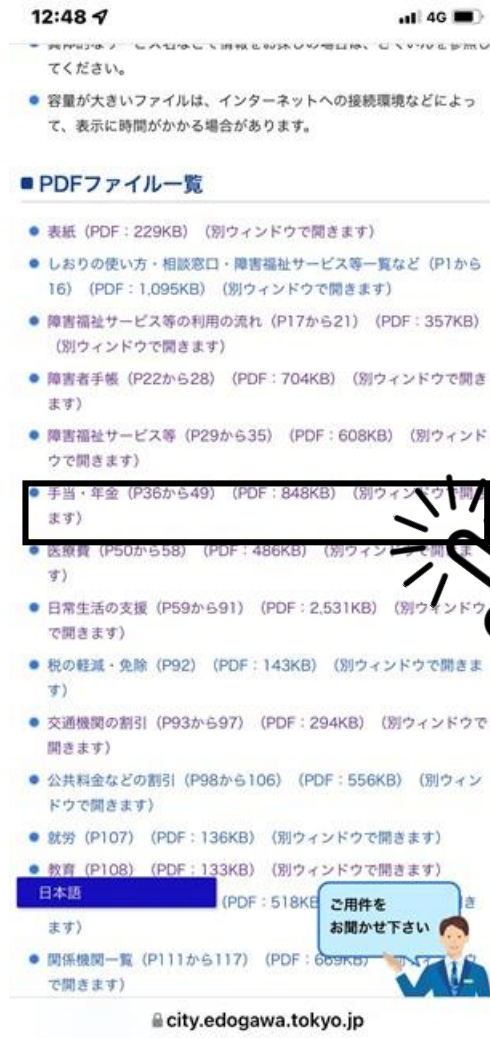 12:48
4G
てください。
容量が大きいファイルは、インターネットへの接続環境などによっ
て、表示に時間がかかる場合があります。
PDFファイル一覧
表紙（PDF：229KB）（別ウィンドウで開きます）
しおりの使い方・相談窓口・障害福祉サービス等一覧など（P1から
16）（PDF：1,095KB）（別ウィンドウで開きます）
障害福祉サービス等の利用の流れ（P17から21）（PDF：357KB）
（別ウィンドウで開きます）
障害者手帳（P22から28）（PDF：704KB）（別ウィンドウで開き
ます）
障害福祉サービス等（P29から35）（PDF：608KB）（別ウィンド
ウで開きます）
手当・年金（P36から49）（PDF：848KB）（別ウィンドウで開き
ます）
医療費（P50から58）（PDF：486KB）（別ウィンドウで開きま
す）
日常生活の支援（P59から91）（PDF：2,531KB）（別ウィンドウ
で開きます）
税の軽減・免除（P92）（PDF：143KB）（別ウィンドウで開きま
す）
交通機関の割引（P93から97）（PDF：294KB）（別ウィンドウで
開きます）
公共料金などの割引（P98から106）（PDF：556KB）（別ウィン
ドウで開きます）
就労（P107）（PDF：136KB）（別ウィンドウで開きます）
教育（P108）（PDF：133KB）（別ウィンドウで開きます）
日本語
（PDF：518KB
ます）
ご用件を
お聞かせ下さい
関係機関一覧（P111から117）（PDF：669KB）
で開きます）
city.edogawa.tokyo.jp